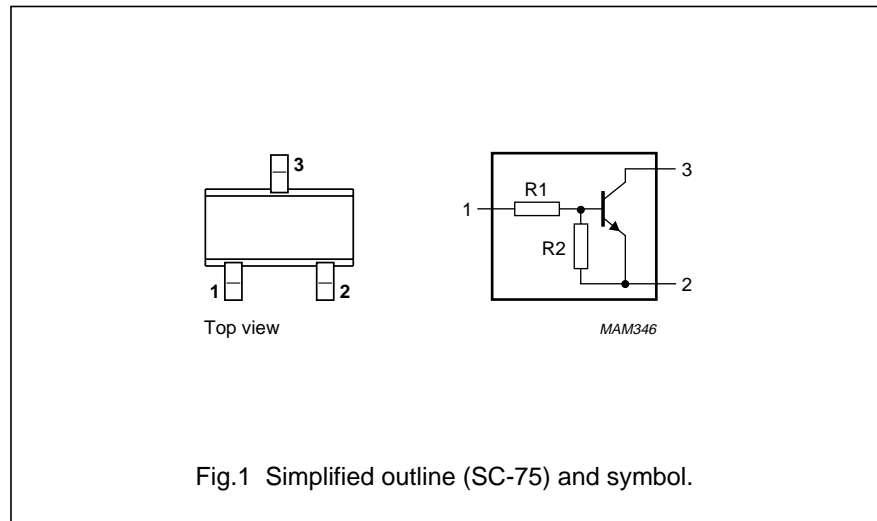 3
1
2
Top view
R1
1
R2
3
2
MAM346
Fig.1 Simplified outline (SC-75) and symbol.